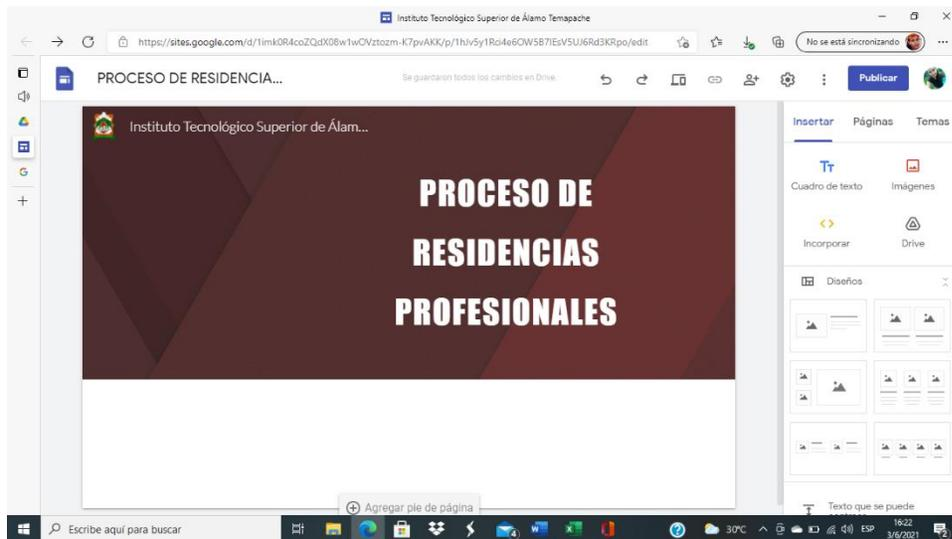 Instituto Tecnológico Superior de Álamo Temapache
https://sites.google.com/d/1imk0R4coZQdX08w1wOVztozm-K7pvAKK/p/1hJv5y1Rci4e6OW5B7IEsV5UJ6Rd3KRpo/edit
No se está sincronizando
PROCESO DE RESIDENCIA...
Se guardaron todos los cambios en Drive.
Publicar
Instituto Tecnológico Superior de Álam...
PROCESO DE
RESIDENCIAS
PROFESIONALES
Agregar pie de página
Insertar Páginas Temas
Tт
Cuadro de texto Imágenes
Incorporar Drive
Diseños
Texto que se puede
Escribe aquí para buscar
30°C ESP 16:22
3/6/2021